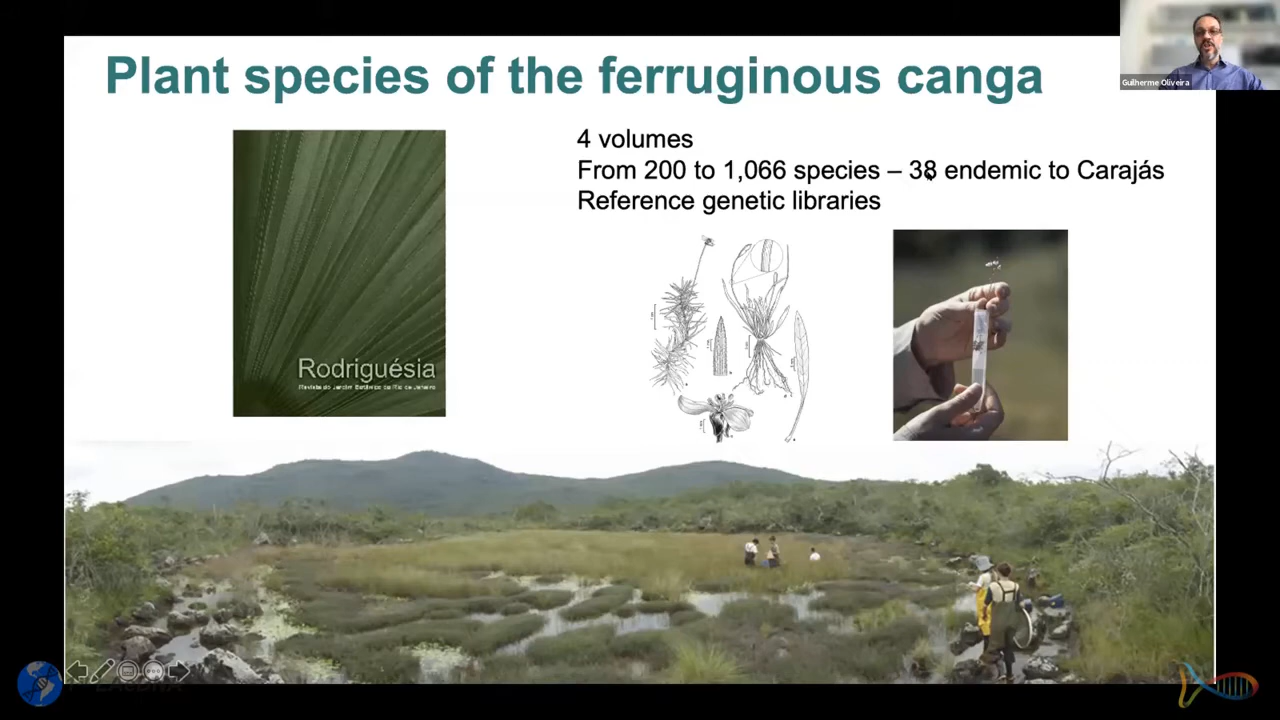 Plant species of the ferruginous canga
Guilherme Oliveira
4 volumes
From 200 to 1,066 species – 38 endemic to Carajás
Reference genetic libraries
Rodriguésia
Revista do Jardim Botânico do Rio de Janeiro